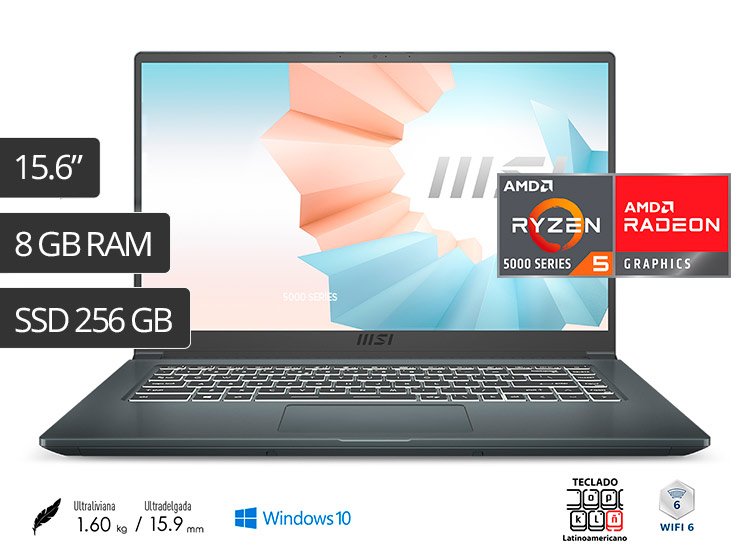 15.6”
8 GB RAM
SSD 256 GB
msi
AMD
RYZEN
5000 SERIES 5
AMD
RADEON
GRAPHICS
5000 SERIES
msi
Ultraliviana
1.60 kg
/
Ultradelgada
15.9 mm
Windows 10
TECLADO
o p
k l ñ
Latinoamericano
6
WIFI 6